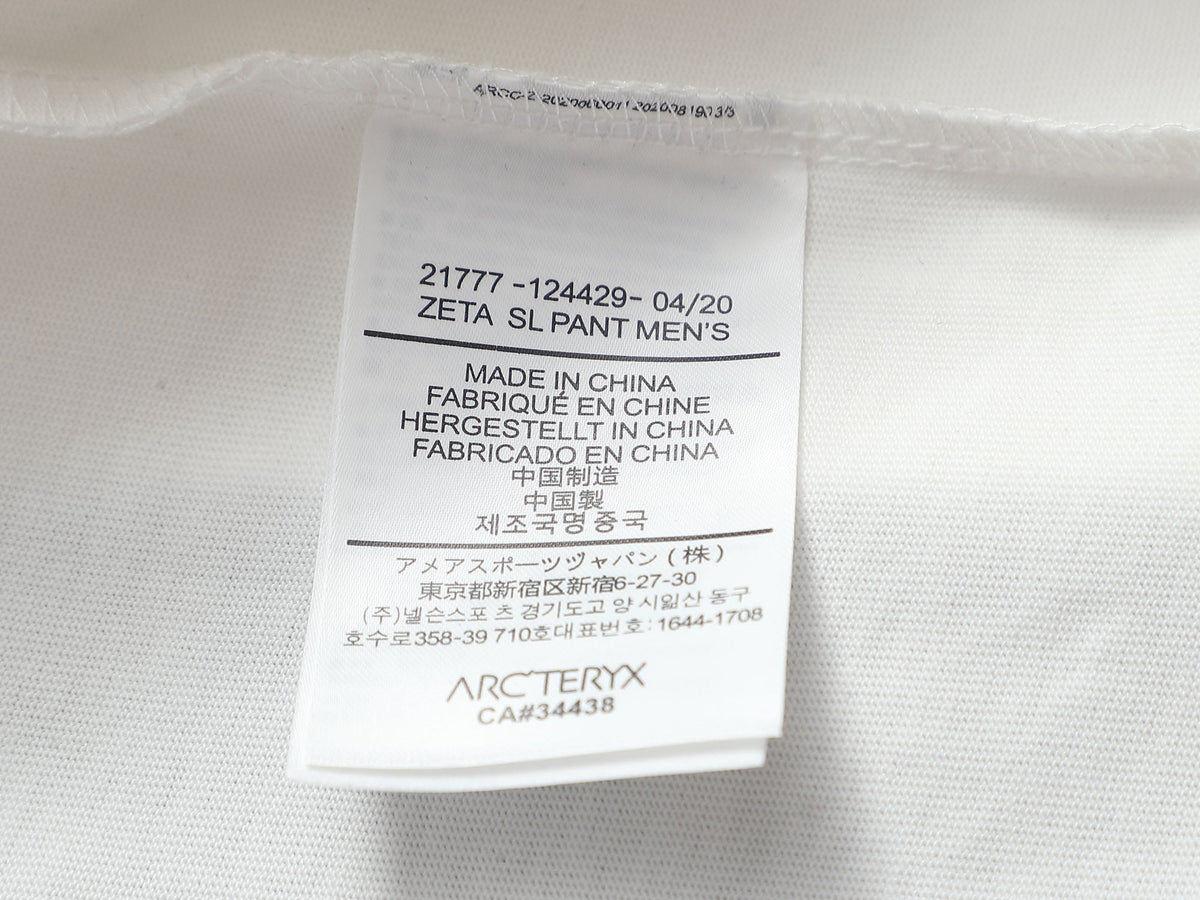 21777 -124429- 04/20
ZETA SL PANT MEN'S
MADE IN CHINA
FABRIQUÉ EN CHINE
HERGESTELLT IN CHINA
FABRICADO EN CHINA
中国制造
中国製
제조국명 중국
アメアスポーツヅャパン(株)
東京都新宿区新宿6-27-30
(주)넬슨스포 츠 경기도고 양 시읿산 동구
호수로358-39 710호대표번호: 1644-1708
ARC'TERYX
CA#34438